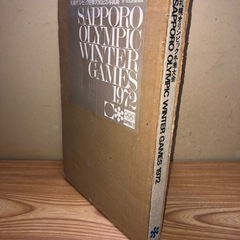 SAPPORO
OLYMPIC
WINTER
GAMES
1972
SAPPORO OLYMPIC WINTER GAMES 1972